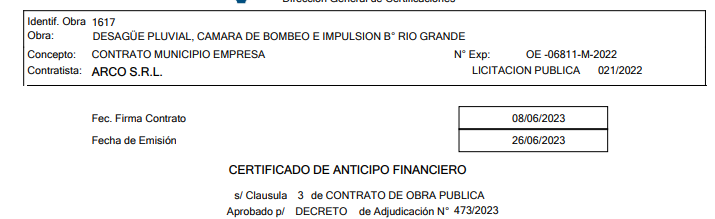 Dirección General de Certificaciones
Identif. Obra 1617
Obra: DESAGÜE PLUVIAL, CAMARA DE BOMBEO E IMPULSION B° RIO GRANDE
Concepto: CONTRATO MUNICIPIO EMPRESA N° Exp: OE -06811-M-2022
Contratista: ARCO S.R.L. LICITACION PUBLICA 021/2022
Fec. Firma Contrato 08/06/2023
Fecha de Emisión 26/06/2023
CERTIFICADO DE ANTICIPO FINANCIERO
s/ Clausula 3 de CONTRATO DE OBRA PUBLICA
Aprobado p/ DECRETO de Adjudicación N° 473/2023